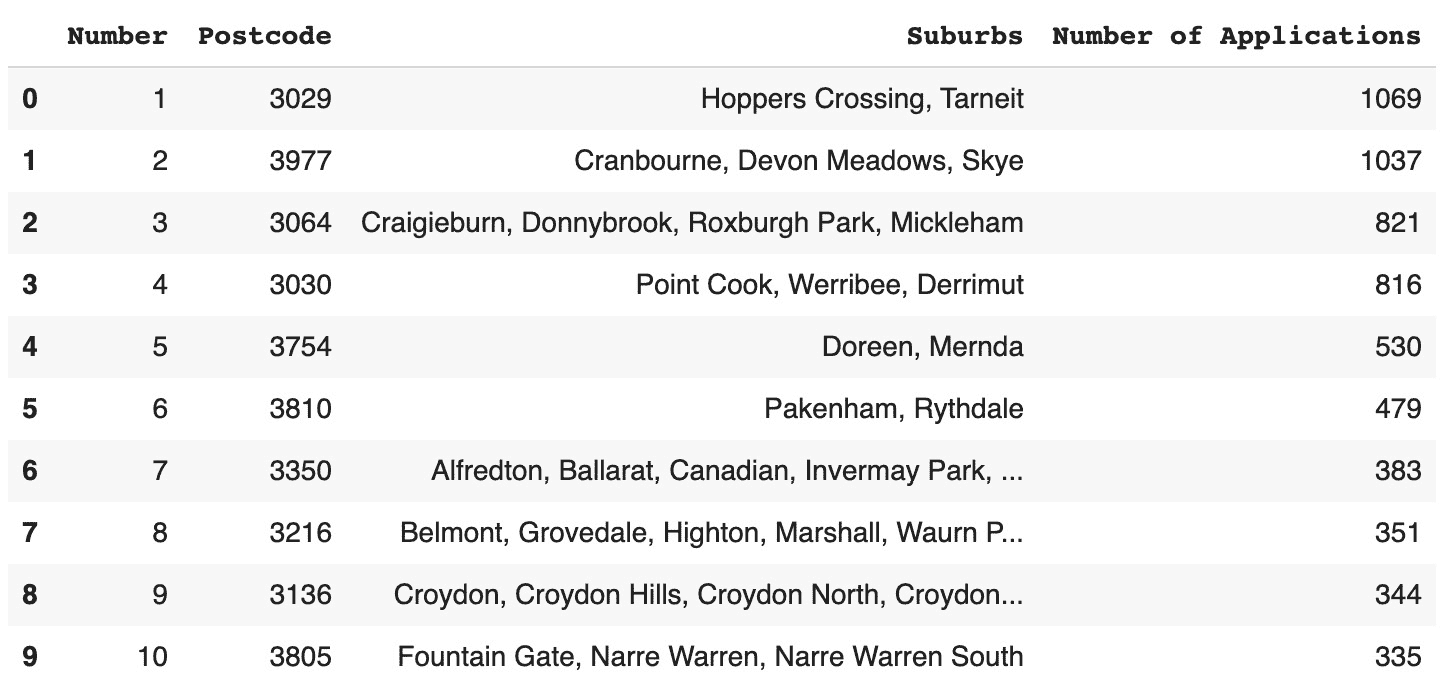 Number Postcode Suburbs Number of Applications
0 1 3029 Hoppers Crossing, Tarneit 1069
1 2 3977 Cranbourne, Devon Meadows, Skye 1037
2 3 3064 Craigieburn, Donnybrook, Roxburgh Park, Mickleham 821
3 4 3030 Point Cook, Werribee, Derrimut 816
4 5 3754 Doreen, Mernda 530
5 6 3810 Pakenham, Rythdale 479
6 7 3350 Alfredton, Ballarat, Canadian, Invermay Park, ... 383
7 8 3216 Belmont, Grovedale, Highton, Marshall, Waurn P... 351
8 9 3136 Croydon, Croydon Hills, Croydon North, Croydon... 344
9 10 3805 Fountain Gate, Narre Warren, Narre Warren South 335